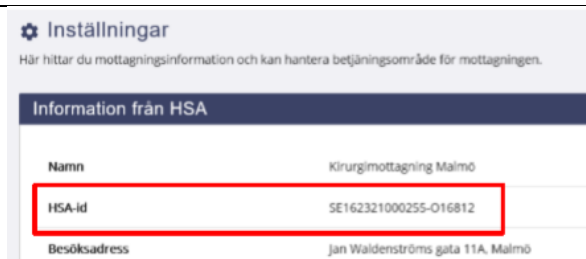 Inställningar
Här hittar du mottagningsinformation och kan hantera betjäningsområde för mottagningen.
Information från HSA
Namn Kirurgimottagning Malmö
HSA-id SE162321000255-O16812
Besöksadress Jan Waldenströms gata 11A, Malmö